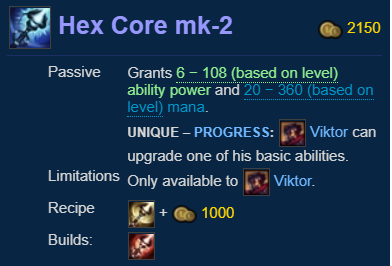 Hex Core mk-2 2150
Passive Grants 6 − 108 (based on level)
ability power and 20 − 360 (based on
level) mana.
UNIQUE – PROGRESS: Viktor can
upgrade one of his basic abilities.
Limitations Only available to Viktor.
Recipe + 1000
Builds: